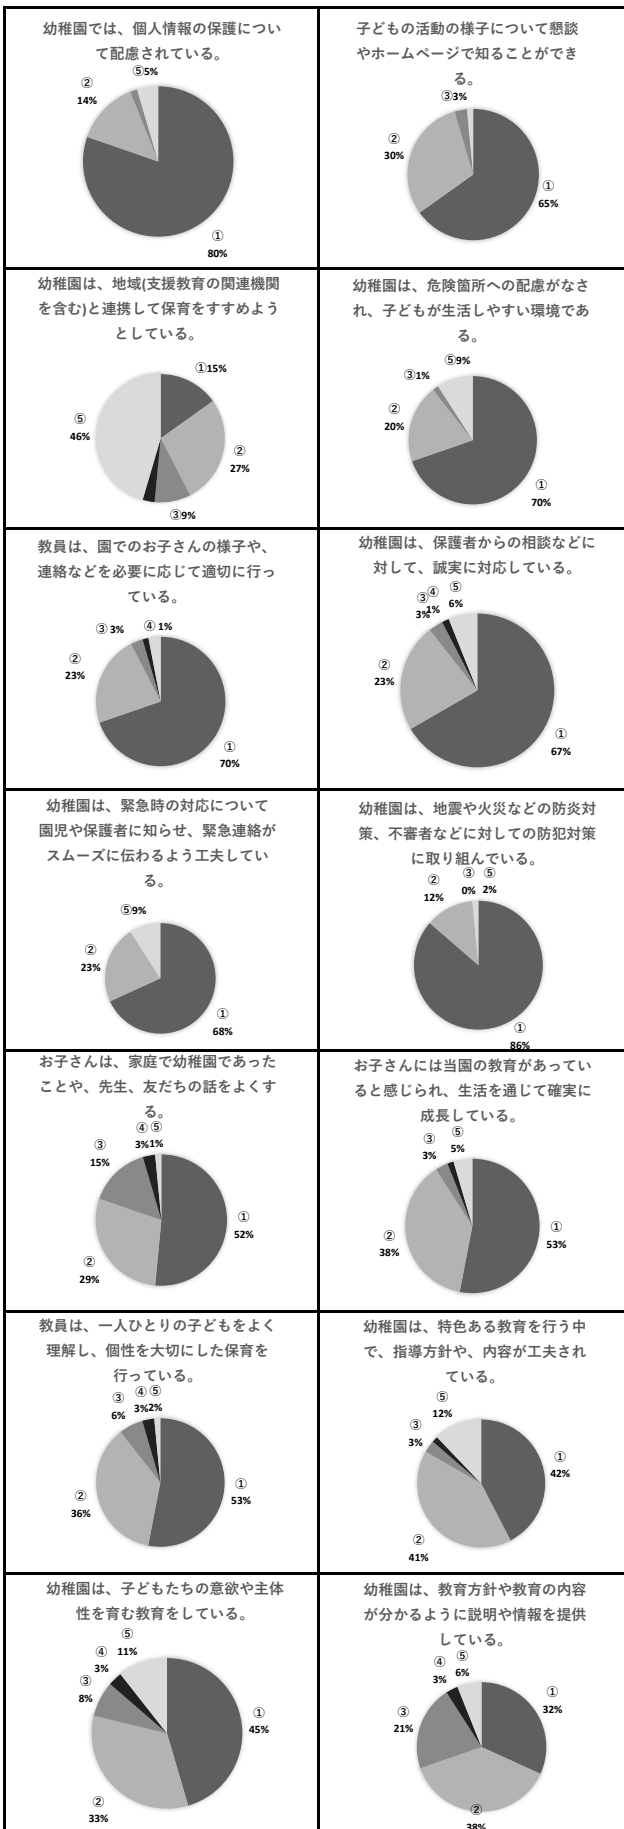 幼稚園では、個人情報の保護につい
て配慮されている。
⑤5%
②
14%
①
80%
子どもの活動の様子について懇談
やホームページで知ることができ
る。
③3%
②
30%
①
65%
幼稚園は、地域(支援教育の関連機関
を含む)と連携して保育をすすめよう
としている。
①15%
⑤
46%
②
27%
③9%
幼稚園は、危険箇所への配慮がなさ
れ、子どもが生活しやすい環境であ
る。
⑤9%
③1%
②
20%
①
70%
教員は、園でのお子さんの様子や、
連絡などを必要に応じて適切に行っ
ている。
③3%
④1%
②
23%
①
70%
幼稚園は、保護者からの相談などに
対して、誠実に対応している。
③
3%
④
1%
⑤
6%
②
23%
①
67%
幼稚園は、緊急時の対応について
園児や保護者に知らせ、緊急連絡が
スムーズに伝わるよう工夫してい
る。
⑤9%
②
23%
①
68%
幼稚園は、地震や火災などの防炎対
策、不審者などに対しての防犯対策
に取り組んでいる。
②
12%
③
0%
⑤
2%
①
86%
お子さんは、家庭で幼稚園であった
ことや、先生、友だちの話をよくす
る。
③
15%
④
3%
⑤
1%
①
52%
②
29%
お子さんには当園の教育があってい
ると感じられ、生活を通じて確実に
成長している。
③
3%
⑤
5%
②
38%
①
53%
教員は、一人ひとりの子どもをよく
理解し、個性を大切にした保育を
行っている。
③
6%
④
3%
⑤
2%
②
36%
①
53%
幼稚園は、特色ある教育を行う中
で、指導方針や、内容が工夫され
ている。
⑤
12%
③
3%
①
42%
②
41%
幼稚園は、子どもたちの意欲や主体
性を育む教育をしている。
⑤
11%
④
3%
③
8%
①
45%
②
33%
幼稚園は、教育方針や教育の内容
が分かるように説明や情報を提供
している。
④
3%
⑤
6%
①
32%
③
21%
②
38%